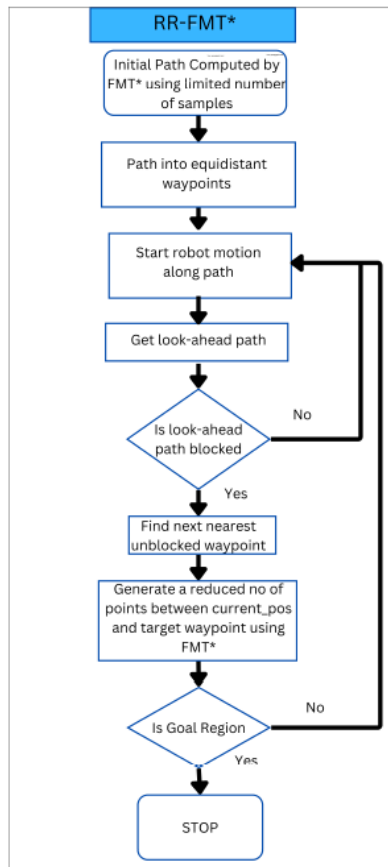 RR-FMT*
Initial Path Computed by
FMT* using limited number
of samples
Path into equidistant
waypoints
Start robot motion
along path
Get look-ahead path
Is look-ahead
path blocked
No
Yes
Find next nearest
unblocked waypoint
Generate a reduced no of
points between current_pos
and target waypoint using
FMT*
Is Goal Region
No
Yes
STOP